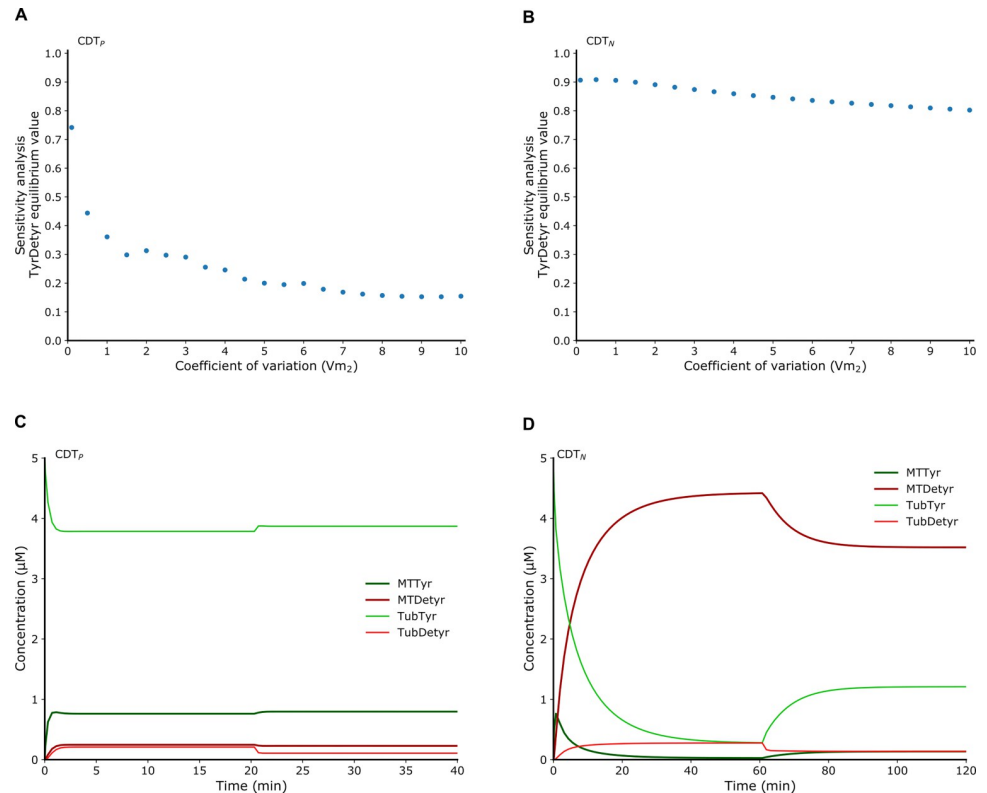 A
CDTP
Sensitivity analysis
TyrDetyr equilibrium value
1.0
0.9
0.8
0.7
0.6
0.5
0.4
0.3
0.2
0.1
0.0
0 1 2 3 4 5 6 7 8 9 10
Coefficient of variation (Vm2)
B
CDTN
Sensitivity analysis
TyrDetyr equilibrium value
1.0
0.9
0.8
0.7
0.6
0.5
0.4
0.3
0.2
0.1
0.0
0 1 2 3 4 5 6 7 8 9 10
Coefficient of variation (Vm2)
C
CDTP
Concentration (µM)
5
4
3
2
1
0
MTTyr
MTDetyr
TubTyr
TubDetyr
0 5 10 15 20 25 30 35 40
Time (min)
D
CDTN
Concentration (µM)
5
4
3
2
1
0
MTTyr
MTDetyr
TubTyr
TubDetyr
0 20 40 60 80 100 120
Time (min)